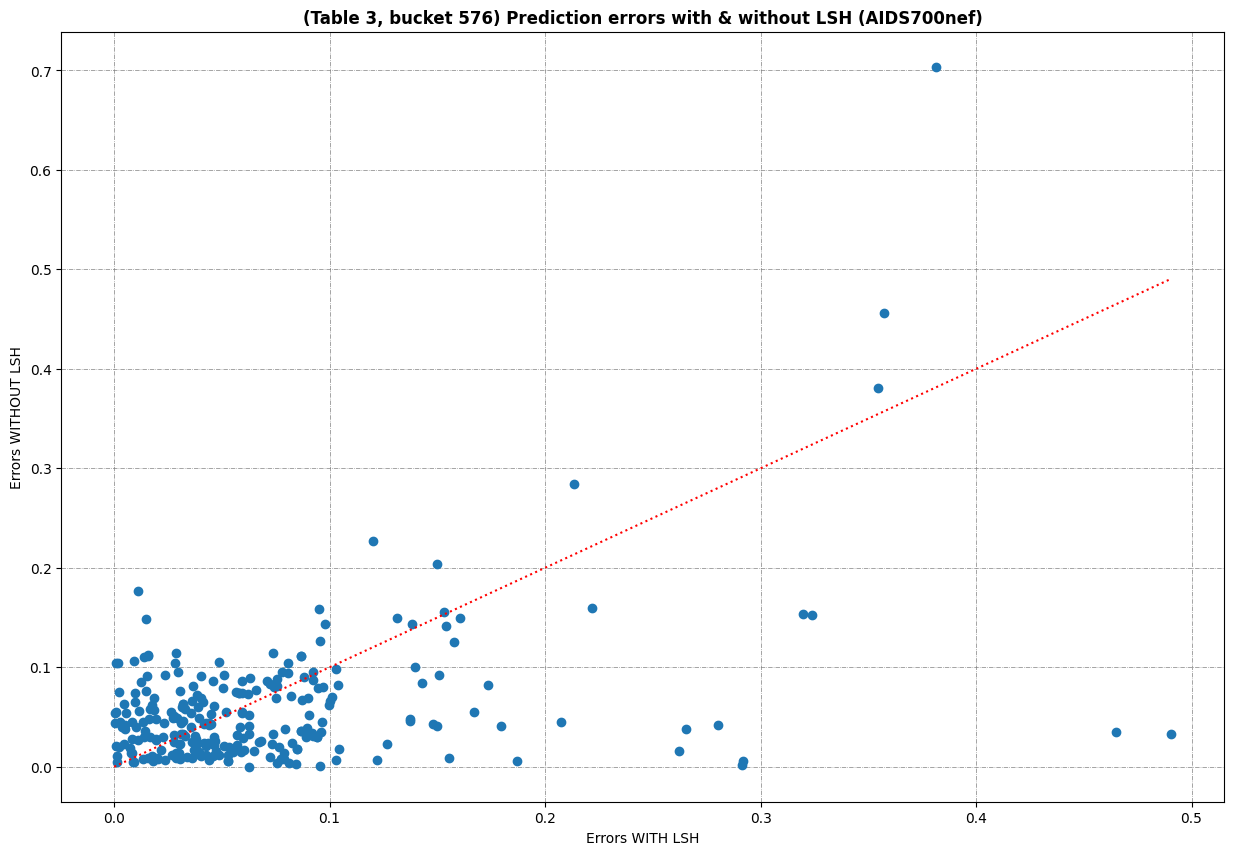 (Table 3, bucket 576) Prediction errors with & without LSH (AIDS700nef)
Errors WITHOUT LSH
0.7
0.6
0.5
0.4
0.3
0.2
0.1
0.0
0.0 0.1 0.2 0.3 0.4 0.5
Errors WITH LSH